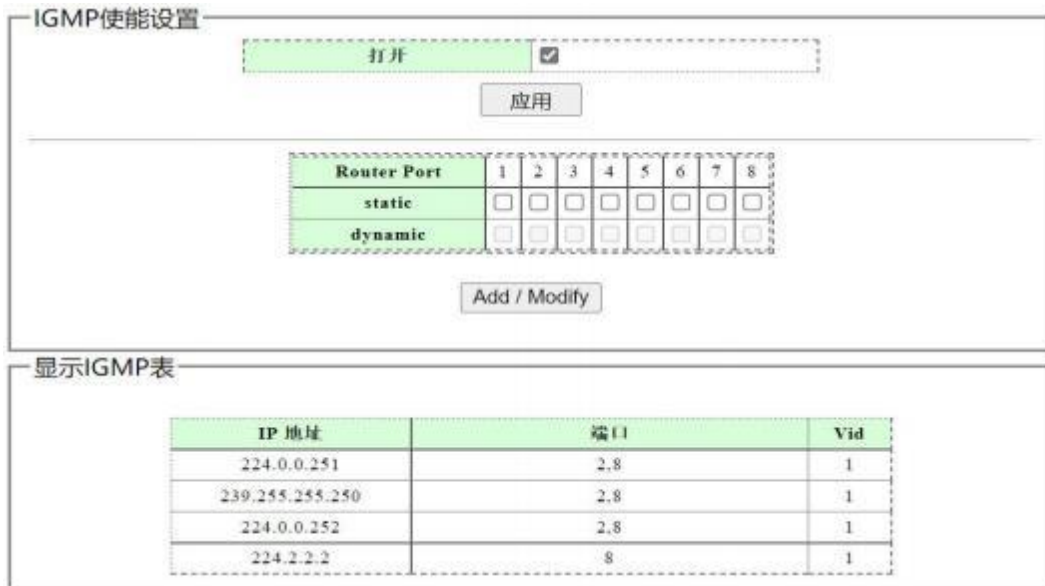 IGMP使能设置
打开
应用
Router Port 1 2 3 4 5 6 7 8
static
dynamic
Add / Modify
显示IGMP表
IP 地址 端口 Vid
224.0.0.251 2,8 1
239.255.255.250 2,8 1
224.0.0.252 2,8 1
224.2.2.2 8 1